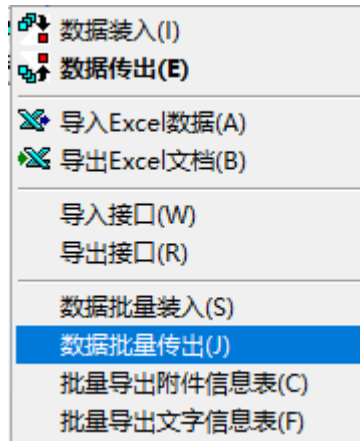 数据装入(I)
数据传出(E)
导入Excel数据(A)
导出Excel文档(B)
导入接口(W)
导出接口(R)
数据批量装入(S)
数据批量传出(J)
批量导出附件信息表(C)
批量导出文字信息表(F)